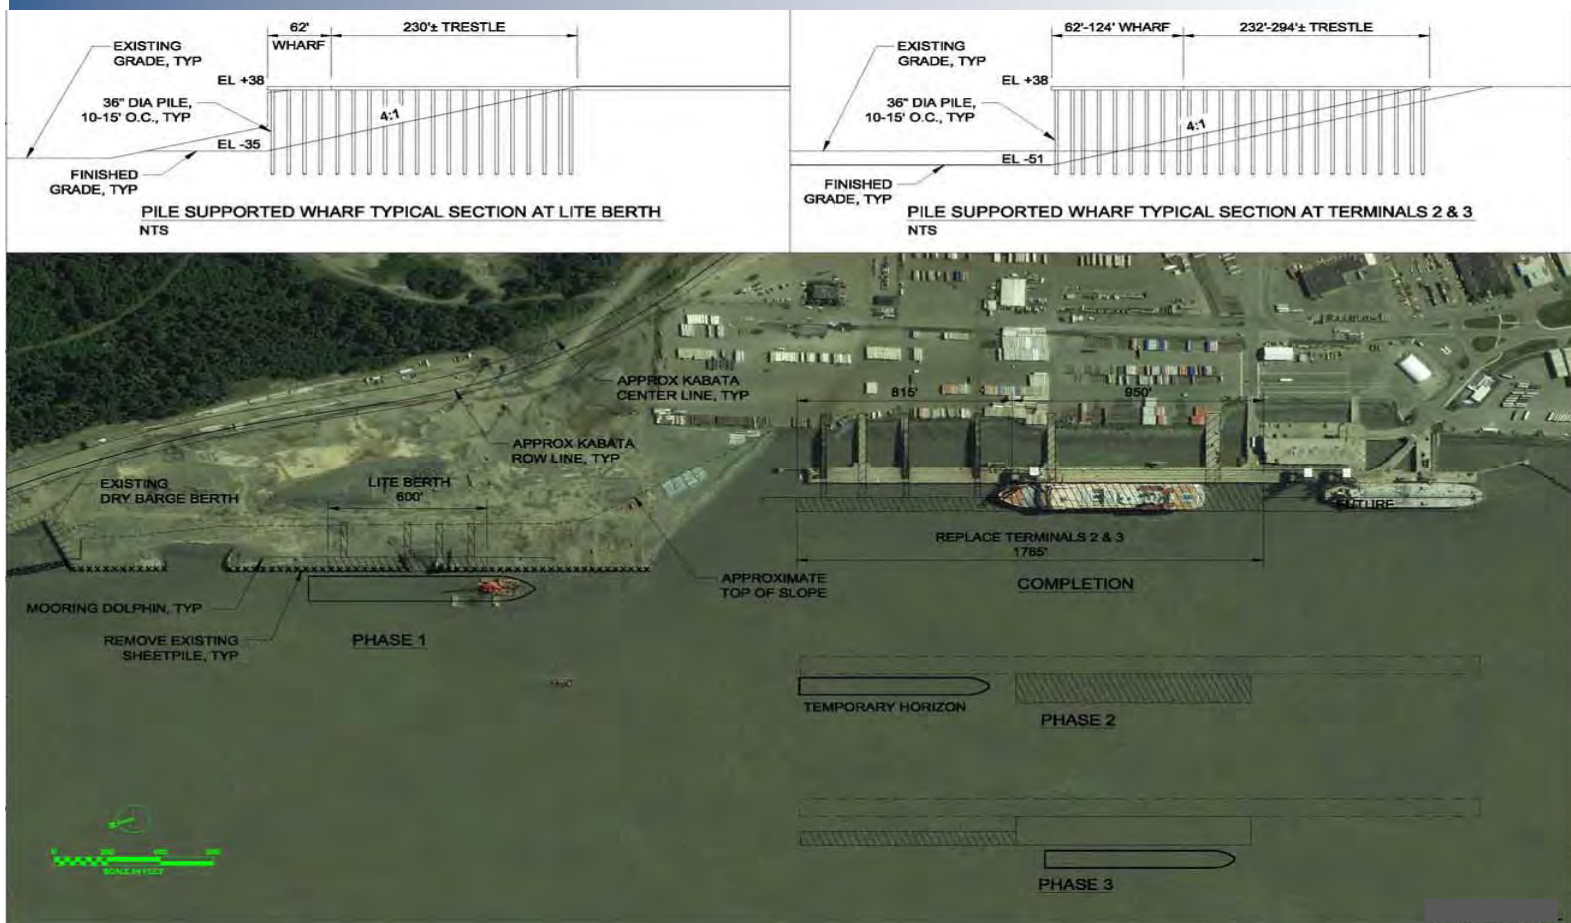 62'
WHARF
230'± TRESTLE
EXISTING
GRADE, TYP
EL +38
36" DIA PILE,
10-15' O.C., TYP
4:1
EL -35
FINISHED
GRADE, TYP
PILE SUPPORTED WHARF TYPICAL SECTION AT LITE BERTH
NTS
62'-124' WHARF
232'-294'± TRESTLE
EXISTING
GRADE, TYP
EL +38
36" DIA PILE,
10-15' O.C., TYP
4:1
EL -51
FINISHED
GRADE, TYP
PILE SUPPORTED WHARF TYPICAL SECTION AT TERMINALS 2 & 3
NTS
APPROX KABATA
CENTER LINE, TYP
815'
950'
APPROX KABATA
ROW LINE, TYP
EXISTING
DRY BARGE BERTH
LITE BERTH
600'
FUTURE
REPLACE TERMINALS 2 & 3
1765'
COMPLETION
APPROXIMATE
TOP OF SLOPE
MOORING DOLPHIN, TYP
REMOVE EXISTING
SHEETPILE, TYP
PHASE 1
TEMPORARY HORIZON
PHASE 2
PHASE 3
0
SCALE IN FEET